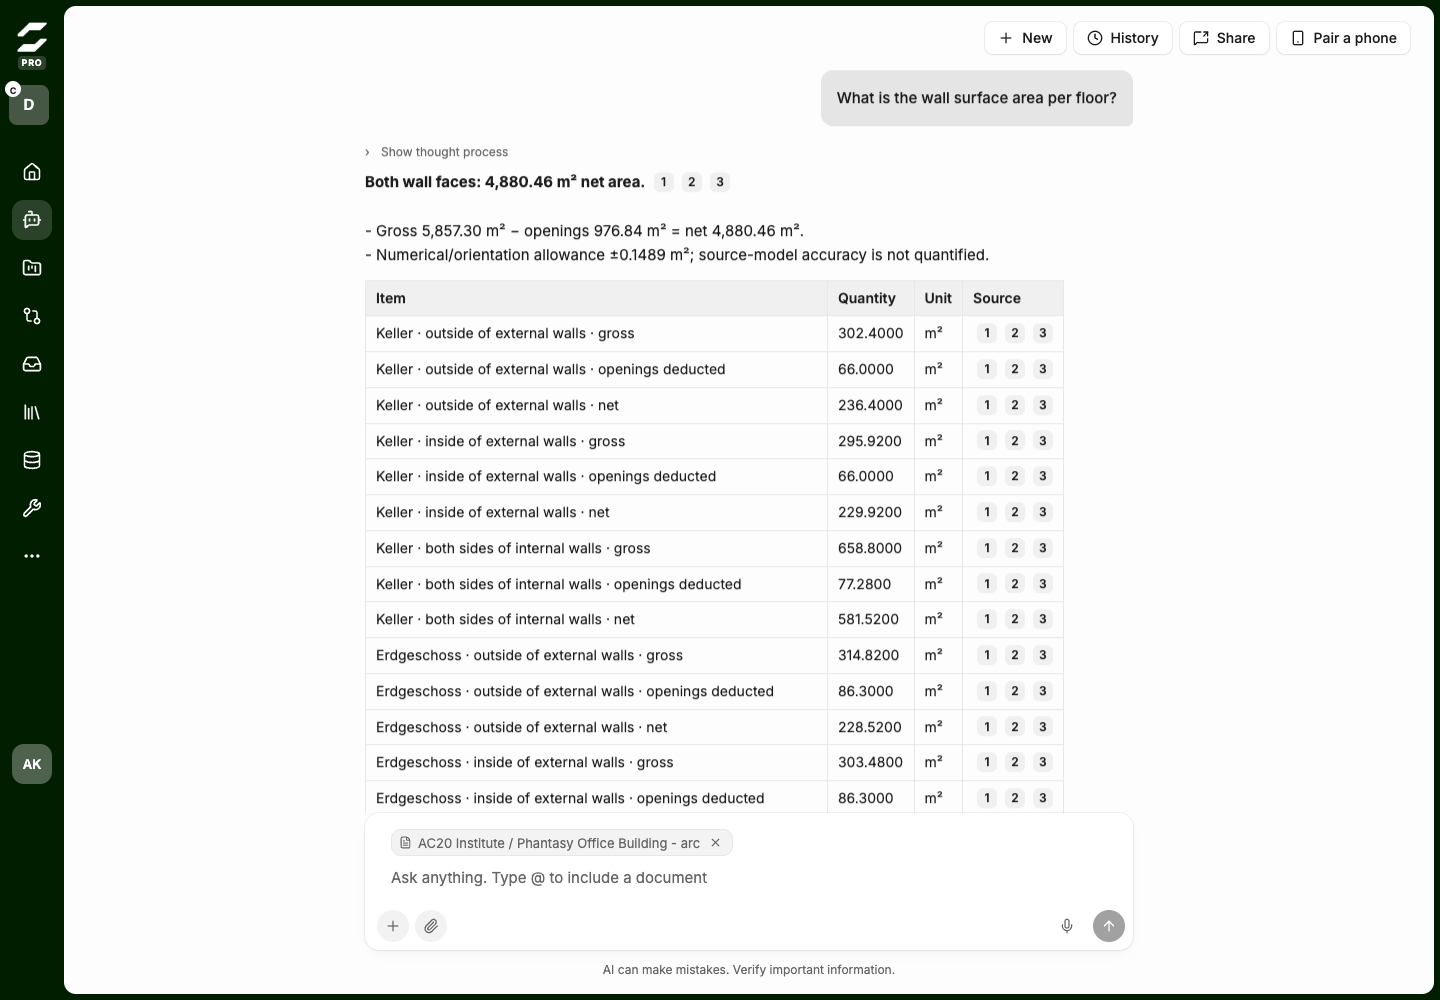 PRO
c
D
AK
New
History
Share
Pair a phone
What is the wall surface area per floor?
Show thought process
Both wall faces: 4,880.46 m² net area. 1 2 3
- Gross 5,857.30 m² − openings 976.84 m² = net 4,880.46 m².
- Numerical/orientation allowance ±0.1489 m²; source-model accuracy is not quantified.
Item Quantity Unit Source
Keller · outside of external walls · gross 302.4000 m² 1 2 3
Keller · outside of external walls · openings deducted 66.0000 m² 1 2 3
Keller · outside of external walls · net 236.4000 m² 1 2 3
Keller · inside of external walls · gross 295.9200 m² 1 2 3
Keller · inside of external walls · openings deducted 66.0000 m² 1 2 3
Keller · inside of external walls · net 229.9200 m² 1 2 3
Keller · both sides of internal walls · gross 658.8000 m² 1 2 3
Keller · both sides of internal walls · openings deducted 77.2800 m² 1 2 3
Keller · both sides of internal walls · net 581.5200 m² 1 2 3
Erdgeschoss · outside of external walls · gross 314.8200 m² 1 2 3
Erdgeschoss · outside of external walls · openings deducted 86.3000 m² 1 2 3
Erdgeschoss · outside of external walls · net 228.5200 m² 1 2 3
Erdgeschoss · inside of external walls · gross 303.4800 m² 1 2 3
Erdgeschoss · inside of external walls · openings deducted 86.3000 m² 1 2 3
AC20 Institute / Phantasy Office Building - arc
Ask anything. Type @ to include a document
AI can make mistakes. Verify important information.